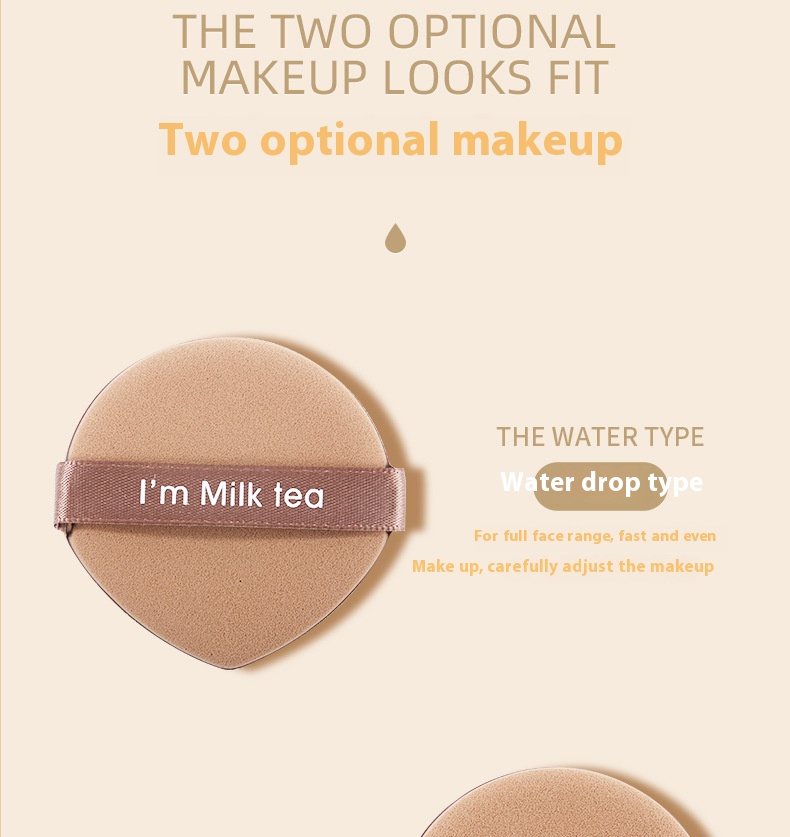 THE TWO OPTIONAL
MAKEUP LOOKS FIT
Two optional makeup
I'm Milk tea
THE WATER TYPE
Water drop type
For full face range, fast and even
Make up, carefully adjust the makeup